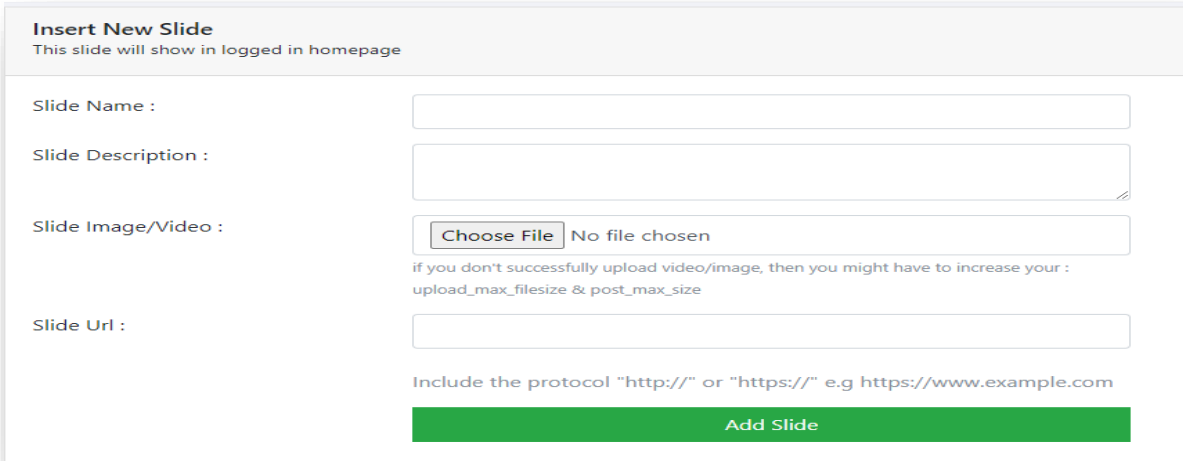 Insert New Slide
This slide will show in logged in homepage
Slide Name :
Slide Description :
Slide Image/Video :
Choose File No file chosen
if you don't successfully upload video/image, then you might have to increase your :
upload_max_filesize & post_max_size
Slide Url :
Include the protocol "http://" or "https://" e.g https://www.example.com
Add Slide